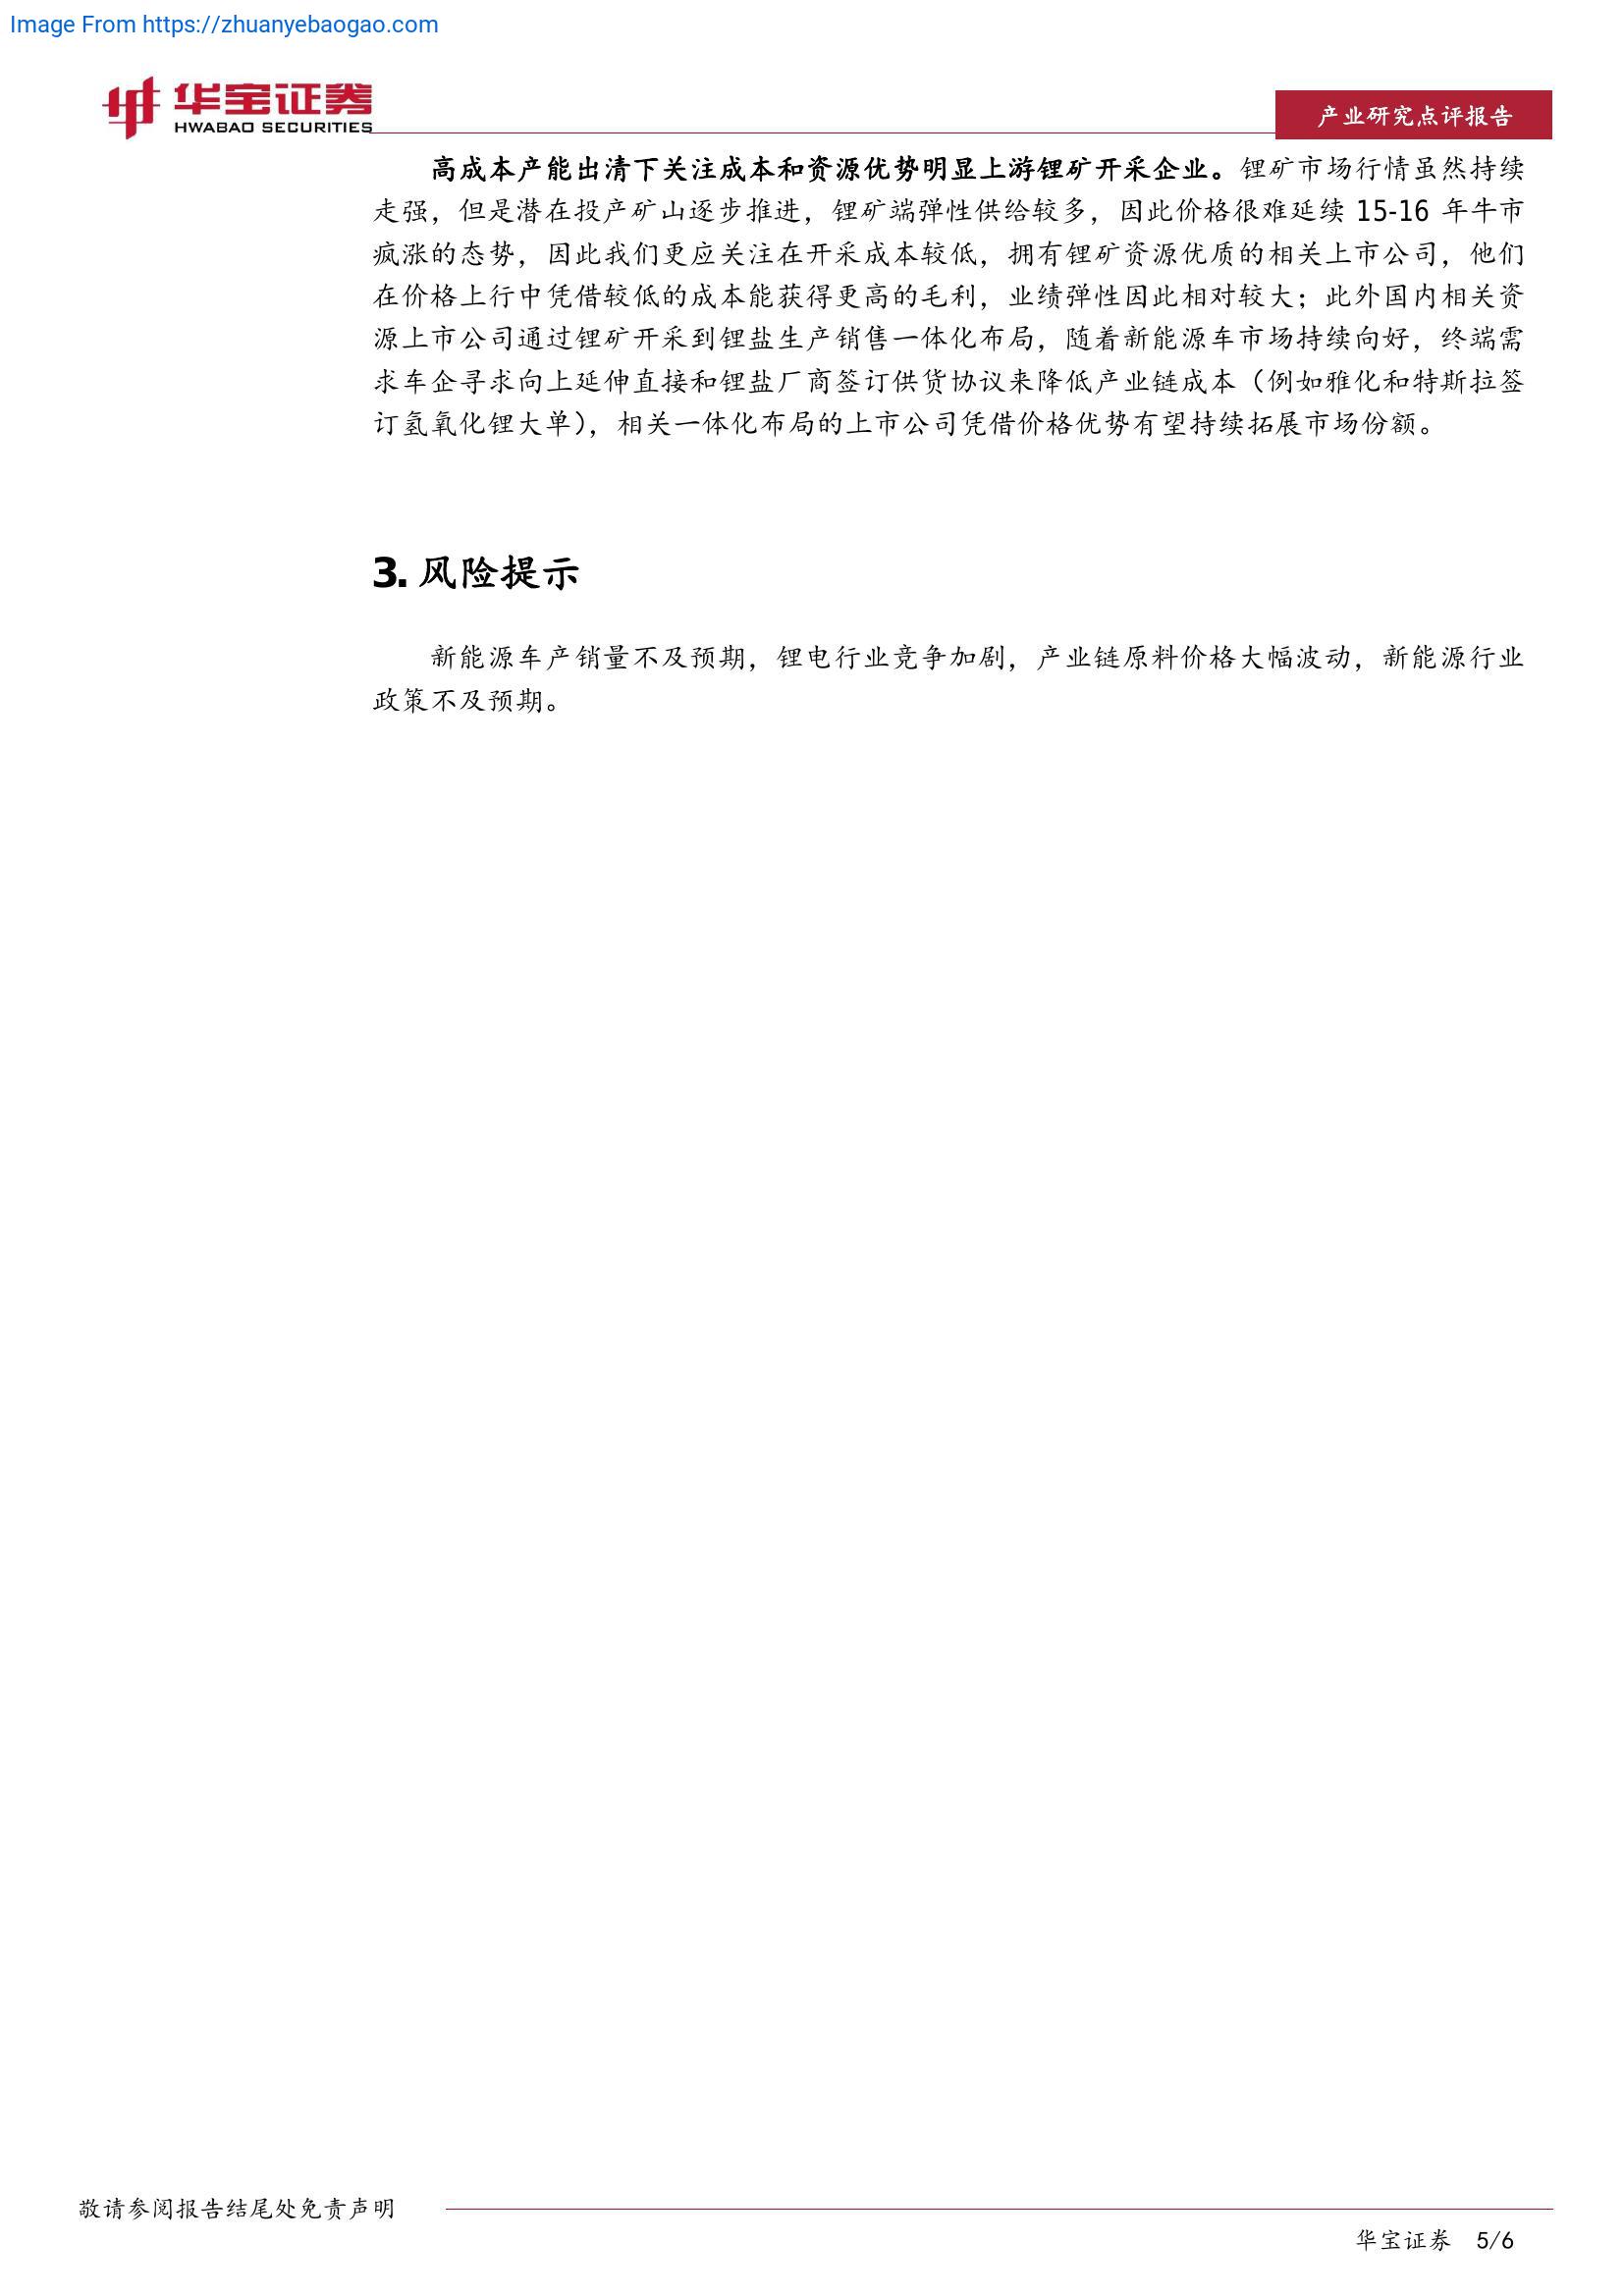 Image From https://zhuanyebaogao.com
华宝证券
HWABAO SECURITIES
产业研究点评报告
高成本产能出清下关注成本和资源优势明显上游锂矿开采企业。锂矿市场行情虽然持续
走强，但是潜在投产矿山逐步推进，锂矿端弹性供给较多，因此价格很难延续 15-16 年牛市
疯涨的态势，因此我们更应关注在开采成本较低，拥有锂矿资源优质的相关上市公司，他们
在价格上行中凭借较低的成本能获得更高的毛利，业绩弹性因此相对较大；此外国内相关资
源上市公司通过锂矿开采到锂盐生产销售一体化布局，随着新能源车市场持续向好，终端需
求车企寻求向上延伸直接和锂盐厂商签订供货协议来降低产业链成本（例如雅化和特斯拉签
订氢氧化锂大单），相关一体化布局的上市公司凭借价格优势有望持续拓展市场份额。
3. 风险提示
新能源车产销量不及预期，锂电行业竞争加剧，产业链原料价格大幅波动，新能源行业
政策不及预期。
敬请参阅报告结尾处免责声明
华宝证券 5/6